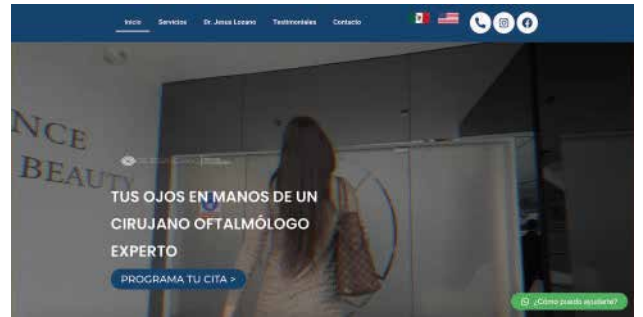 Inicio Servicios Dr. Jesus Lozano Testimoniales Contacto
NCE
BEAUTY
TUS OJOS EN MANOS DE UN
CIRUJANO OFTALMÓLOGO
EXPERTO
PROGRAMA TU CITA >
¿Cómo puedo ayudarte?